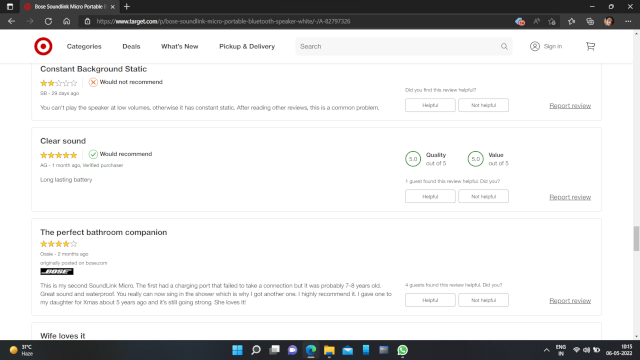 Bose Soundlink Micro Portable B
https://www.target.com/p/bose-soundlink-micro-portable-bluetooth-speaker-white/-/A-82797326
Categories Deals What's New Pickup & Delivery Search Sign in
Constant Background Static
Would not recommend
SB - 29 days ago
You can't play the speaker at low volumes, otherwise it has constant static. After reading other reviews, this is a common problem.
Did you find this review helpful?
Helpful Not helpful Report review
Clear sound
Would recommend
AG - 1 month ago, Verified purchaser
Long lasting battery
5.0 Quality out of 5 5.0 Value out of 5
1 guest found this review helpful. Did you?
Helpful Not helpful Report review
The perfect bathroom companion
- 2 months ago
originally posted on bose.com
BOSE
This is my second SoundLink Micro. The first had a charging port that failed to take a connection but it was probably 7-8 years old.
Great sound and waterproof. You really can now sing in the shower which is why I got another one. I highly recommend it. I gave one to
my daughter for Xmas about 5 years ago and it's still going strong. She loves it!
4 guests found this review helpful. Did you?
Helpful Not helpful Report review
Wife loves it
31°C
Haze
ENG
IN
10:15
06-05-2022